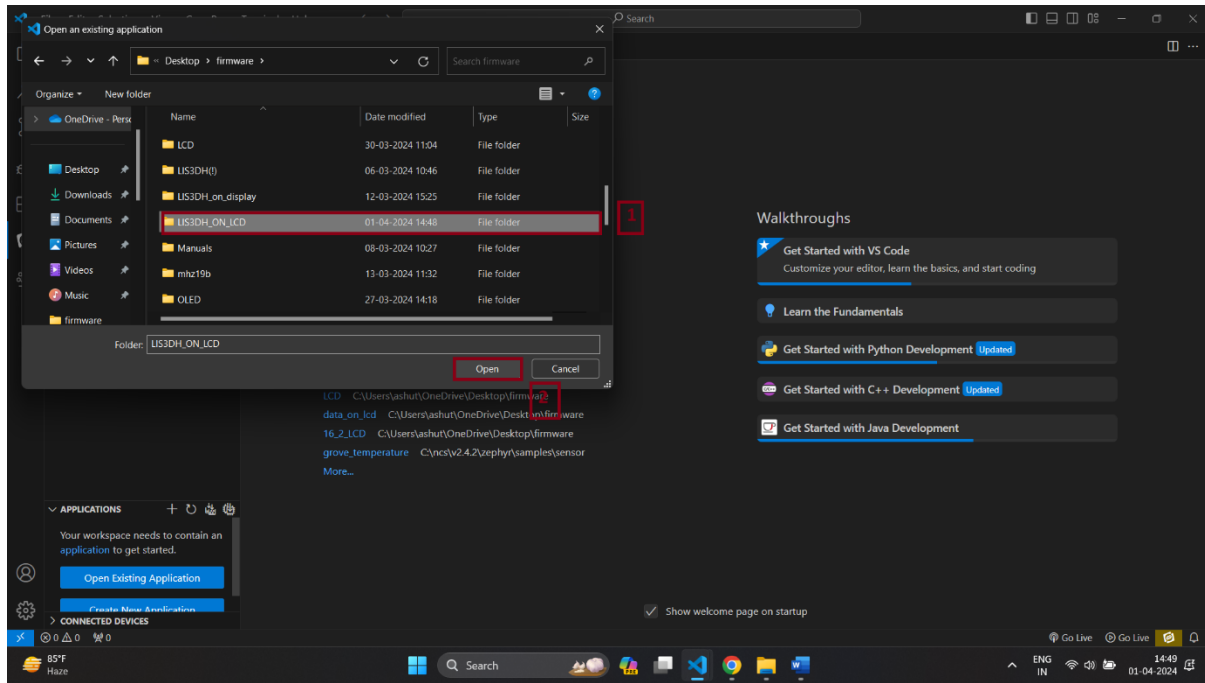 Search
Open an existing application
« Desktop › firmware ›
Search firmware
Organize
New folder
Name Date modified Type Size
OneDrive - Persc
Desktop
Downloads
Documents
Pictures
Videos
Music
firmware
LCD 30-03-2024 11:04 File folder
LIS3DH(!) 06-03-2024 10:46 File folder
LIS3DH_on_display 12-03-2024 15:25 File folder
LIS3DH_ON_LCD 01-04-2024 14:48 File folder
1
Manuals 08-03-2024 10:27 File folder
mhz19b 13-03-2024 11:32 File folder
OLED 27-03-2024 14:18 File folder
Folder: LIS3DH_ON_LCD
Open Cancel
2
LCD C:\Users\ashut\OneDrive\Desktop\firmware
data_on_lcd C:\Users\ashut\OneDrive\Desktop\firmware
16_2_LCD C:\Users\ashut\OneDrive\Desktop\firmware
grove_temperature C:\ncs\v2.4.2\zephyr\samples\sensor
More...
Walkthroughs
Get Started with VS Code
Customize your editor, learn the basics, and start coding
Learn the Fundamentals
Get Started with Python Development Updated
Get Started with C++ Development Updated
Get Started with Java Development
APPLICATIONS
Your workspace needs to contain an
application to get started.
Open Existing Application
Create New Application
CONNECTED DEVICES
Show welcome page on startup
0 0 0
Go Live Go Live
85°F
Haze
Search
ENG
IN
14:49
01-04-2024